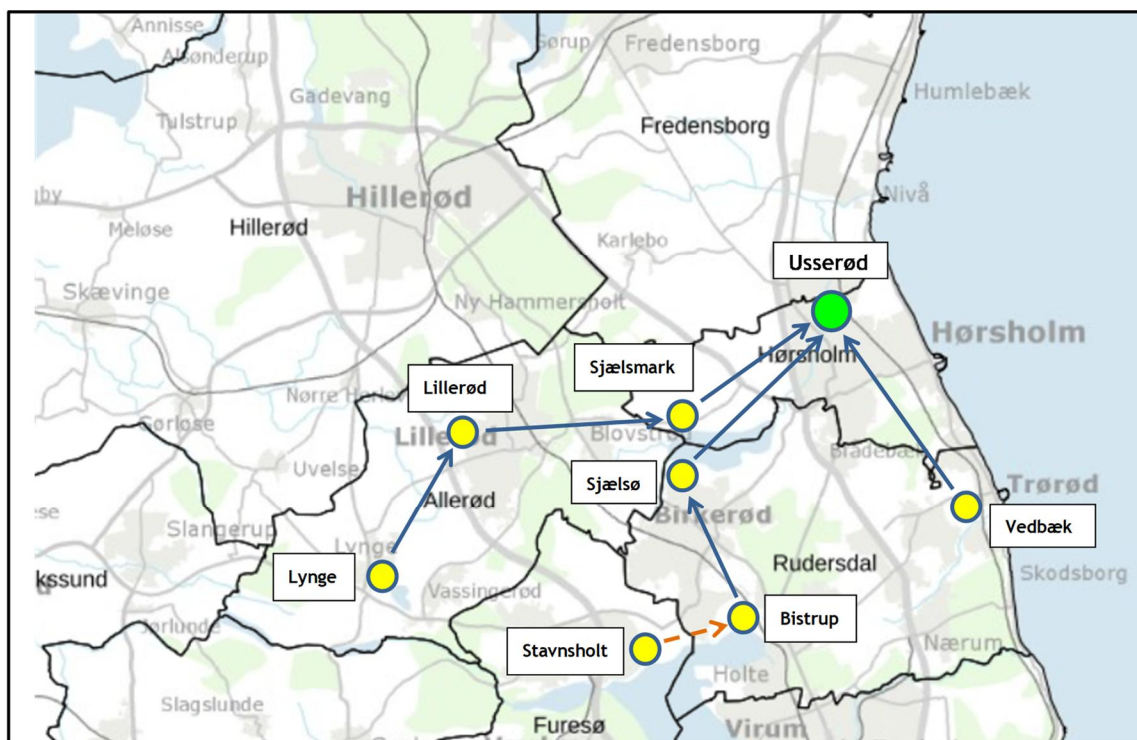 Annisse
Alsønderup
Sørup
Fredensborg
Humlebæk
Gadevang
Tulstrup
Fredensborg
Hillerød
Nivå
Meløse
Hillerød
Karlebo
Usserød
Skævinge
Ny Hammersholt
Hørsholm
Hørsholm
Sjælsmark
Lillerød
Nørre Herlev
Gørløse
Lillerød
Blovstrød
Bradebæk
Uvelse
Sjælsø
Trørød
Allerød
Birkerød
Slangerup
Vedbæk
Lynge
Lynge
Rudersdal
kssund
Skodsborg
Vassingerød
Bistrup
Jørlunde
Stavnsholt
Nærum
Holte
Slagslunde
Furesø
Virum